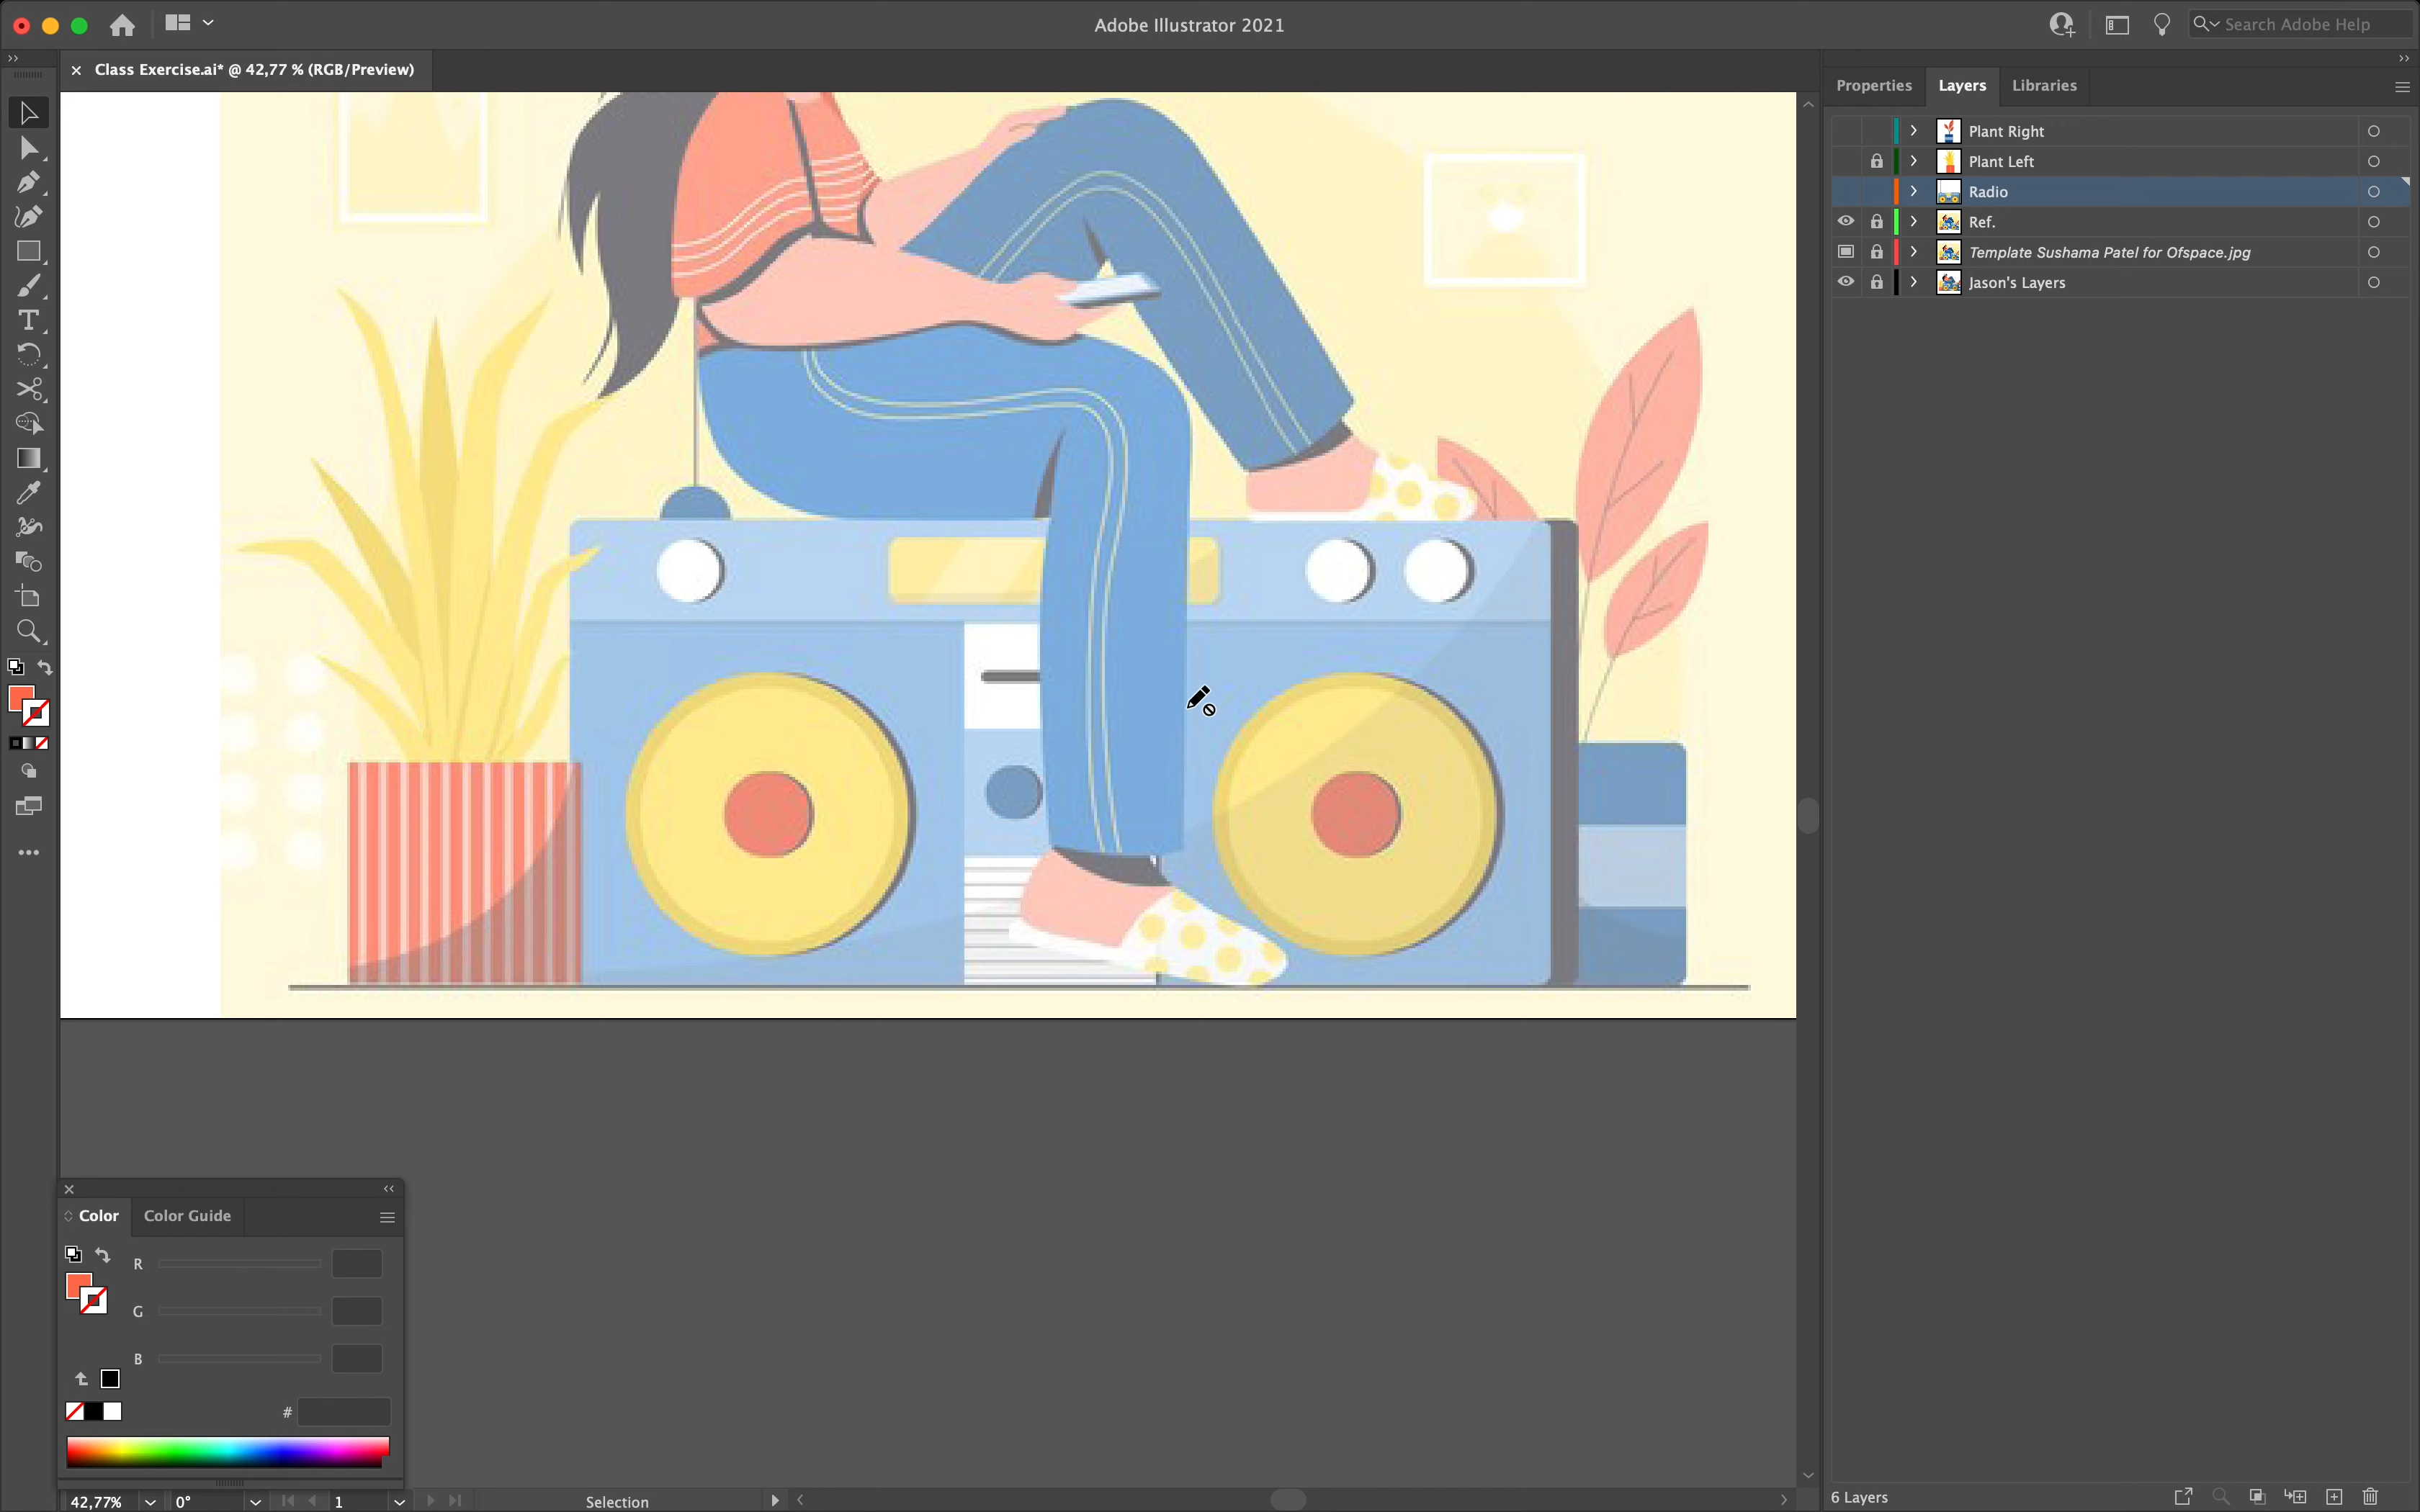 Adobe Illustrator 2021
Search Adobe Help
Class Exercise.ai* @ 42,77 % (RGB/Preview)
Properties
Layers
Libraries
Plant Right
Plant Left
Radio
Ref.
Template Sushama Patel for Ofspace.jpg
Jason's Layers
Color
Color Guide
R
G
B
#
42,77%
0°
1
Selection
6 Layers